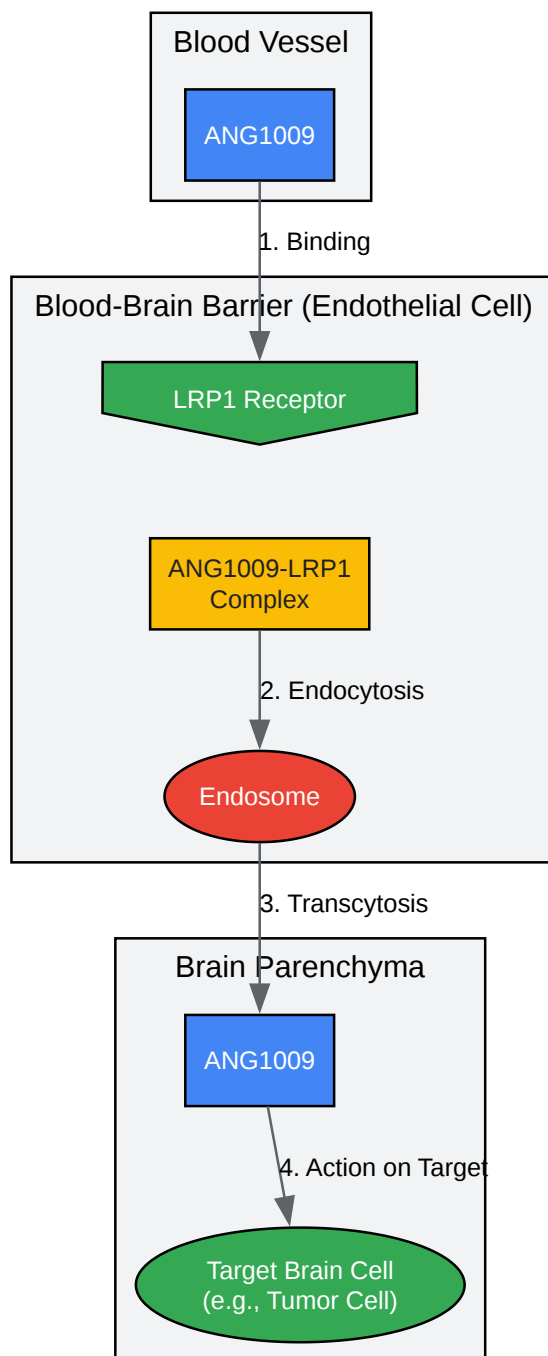 Blood Vessel
ANG1009
1. Binding
Blood-Brain Barrier (Endothelial Cell)
LRP1 Receptor
ANG1009-LRP1
Complex
2. Endocytosis
Endosome
3. Transcytosis
Brain Parenchyma
ANG1009
4. Action on Target
Target Brain Cell
(e.g., Tumor Cell)